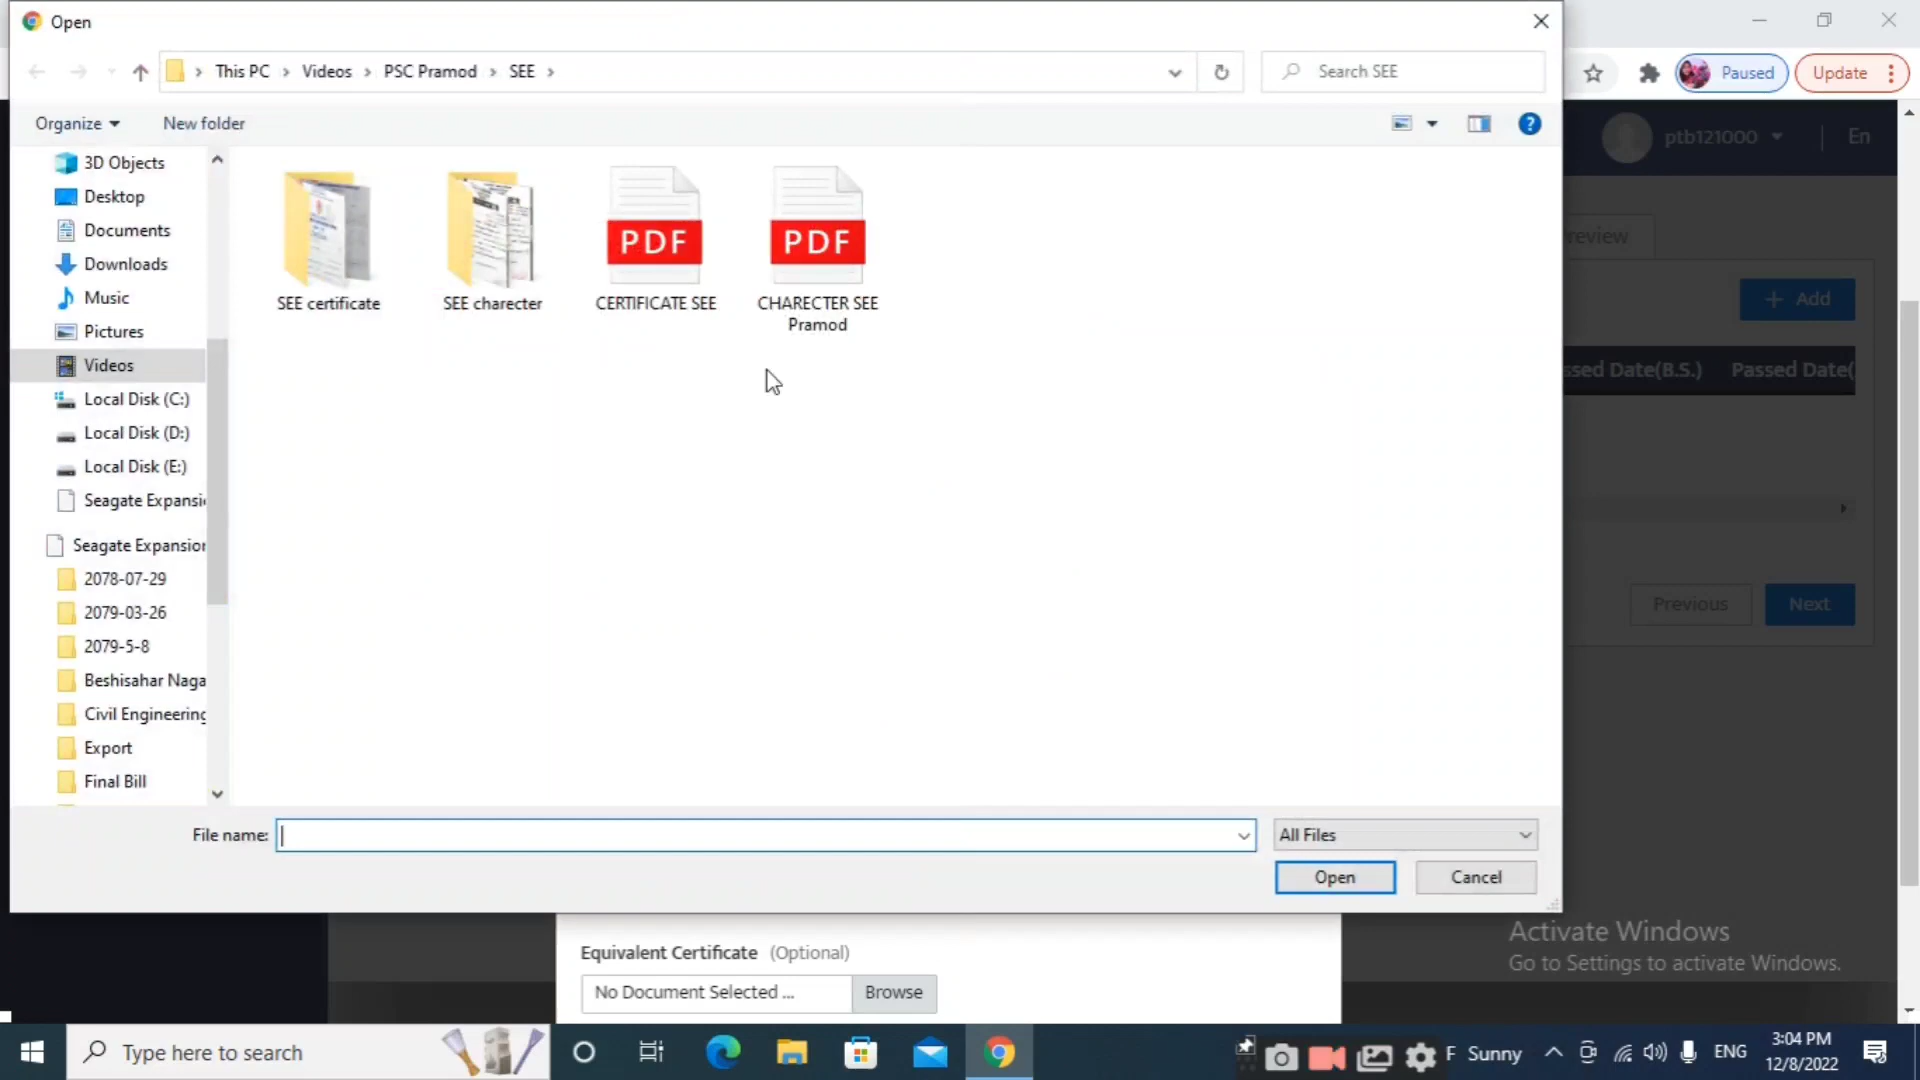 Open
This PC > Videos > PSC Pramod > SEE >
Search SEE
Paused
Update
Organize
New folder
ptb121000
En
3D Objects
Desktop
Documents
Downloads
Music
Pictures
Videos
Local Disk (C:)
Local Disk (D:)
Local Disk (E:)
Seagate Expansi
Seagate Expansion
2078-07-29
2079-03-26
2079-5-8
Beshisahar Naga
Civil Engineering
Export
Final Bill
PDF
PDF
SEE certificate
SEE charecter
CERTIFICATE SEE
CHARECTER SEE
Pramod
review
+ Add
ssed Date(B.S.)
Passed Date(
Previous
Next
File name:
All Files
Open
Cancel
Activate Windows
Go to Settings to activate Windows.
Equivalent Certificate (Optional)
No Document Selected ...
Browse
Type here to search
F Sunny
ENG
3:04 PM
12/8/2022